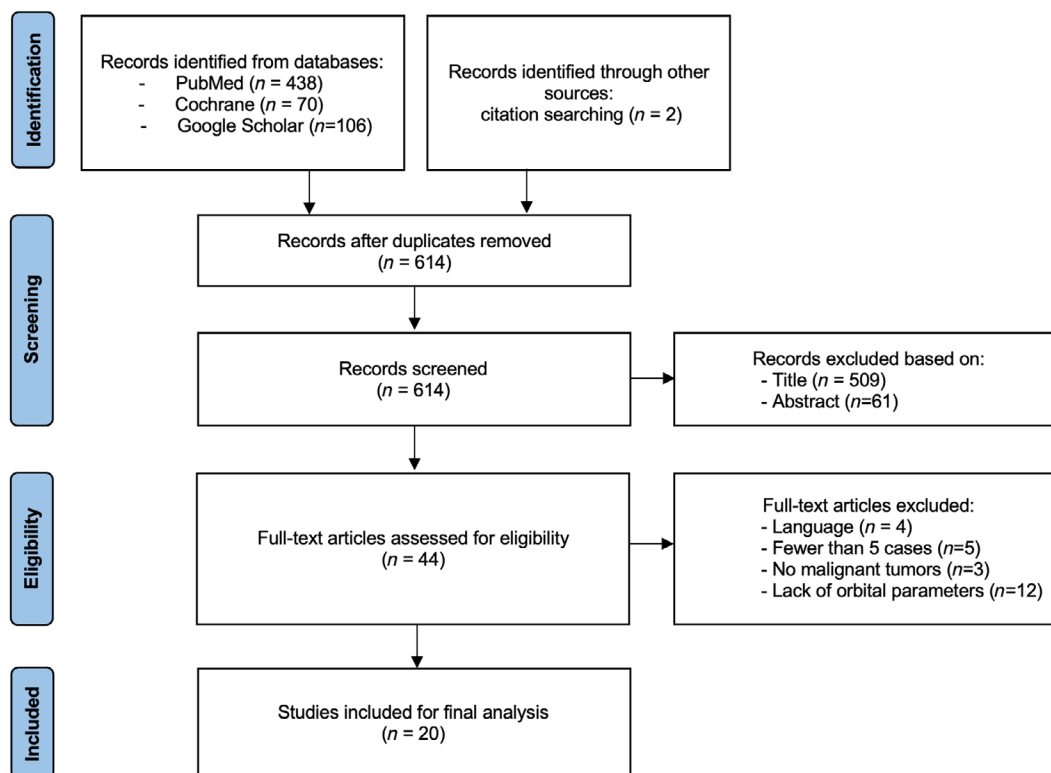 Identification
Records identified from databases:
- PubMed (n = 438)
- Cochrane (n = 70)
- Google Scholar (n=106)
Records identified through other
sources:
citation searching (n = 2)
Screening
Records after duplicates removed
(n = 614)
Records screened
(n = 614)
Records excluded based on:
- Title (n = 509)
- Abstract (n=61)
Eligibility
Full-text articles assessed for eligibility
(n = 44)
Full-text articles excluded:
- Language (n = 4)
- Fewer than 5 cases (n=5)
- No malignant tumors (n=3)
- Lack of orbital parameters (n=12)
Included
Studies included for final analysis
(n = 20)